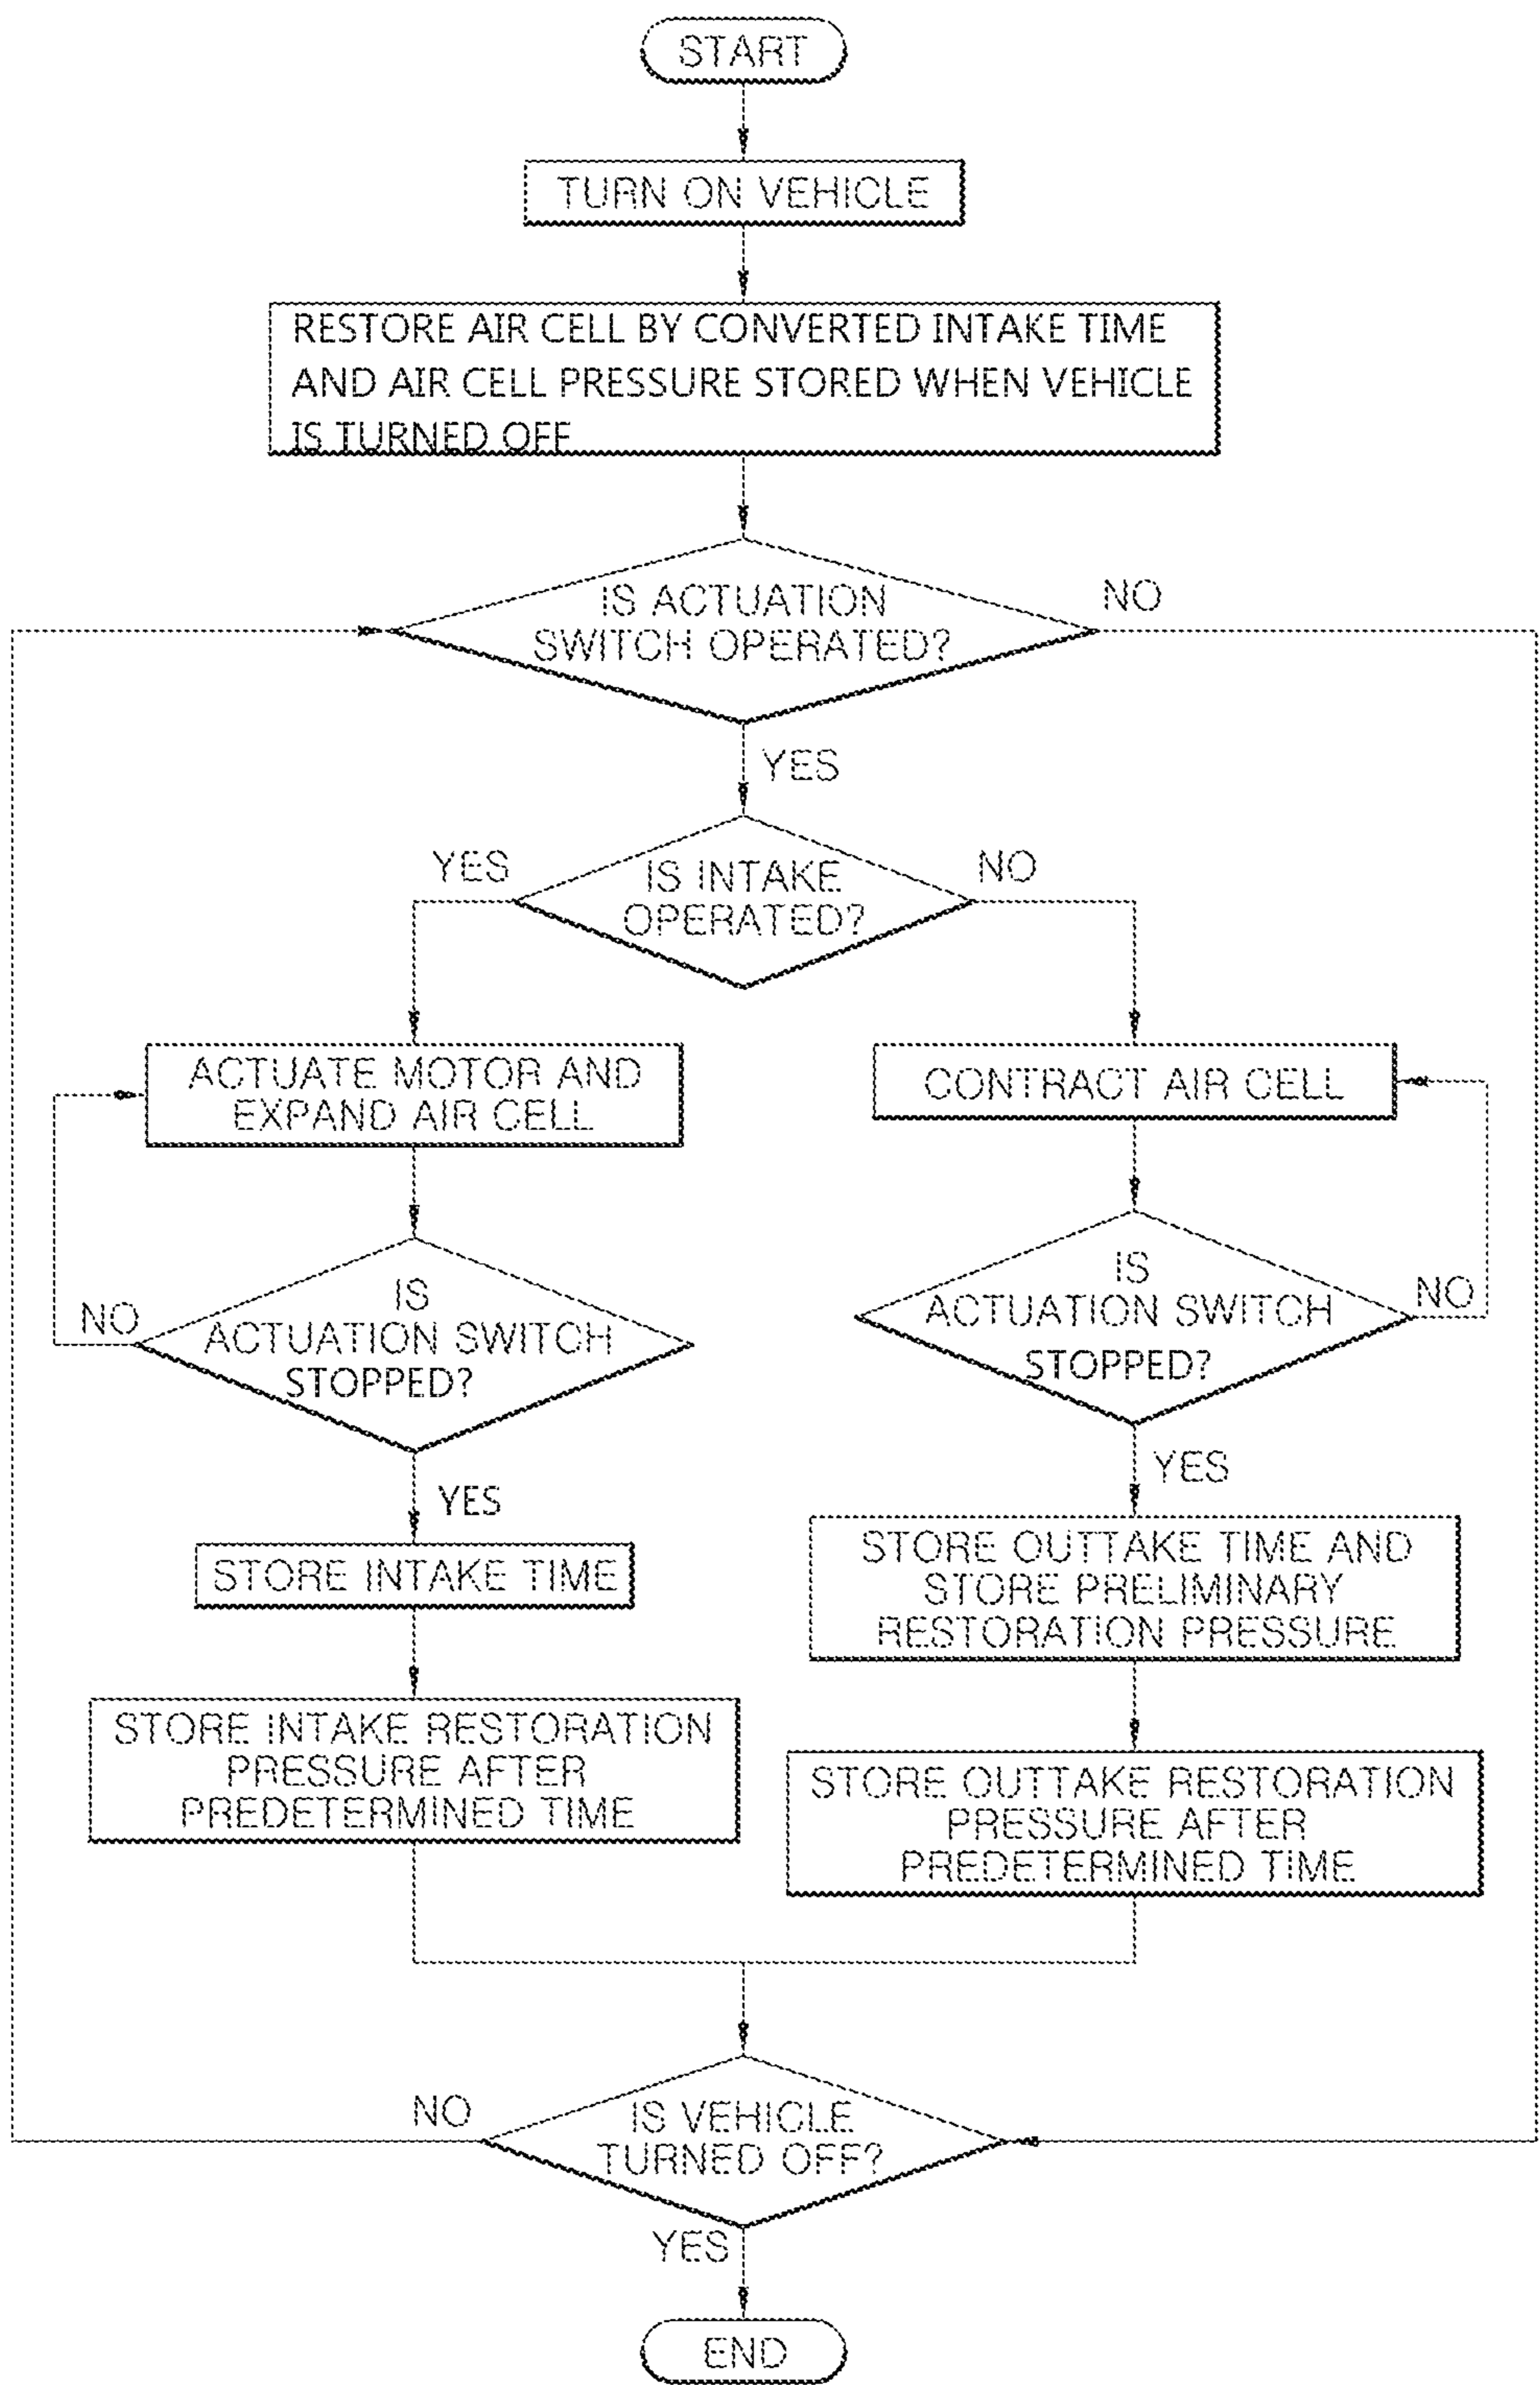 START
TURN ON VEHICLE
RESTORE AIR CELL BY CONVERTED INTAKE TIME
AND AIR CELL PRESSURE STORED WHEN VEHICLE
IS TURNED OFF
IS ACTUATION
SWITCH OPERATED?
NO
YES
IS INTAKE
OPERATED?
YES
NO
ACTUATE MOTOR AND
EXPAND AIR CELL
CONTRACT AIR CELL
IS
ACTUATION SWITCH
STOPPED?
NO
IS
ACTUATION SWITCH
STOPPED?
NO
YES
YES
STORE INTAKE TIME
STORE OUTTAKE TIME AND
STORE PRELIMINARY
RESTORATION PRESSURE
STORE INTAKE RESTORATION
PRESSURE AFTER
PREDETERMINED TIME
STORE OUTTAKE RESTORATION
PRESSURE AFTER
PREDETERMINED TIME
NO
IS VEHICLE
TURNED OFF?
YES
END